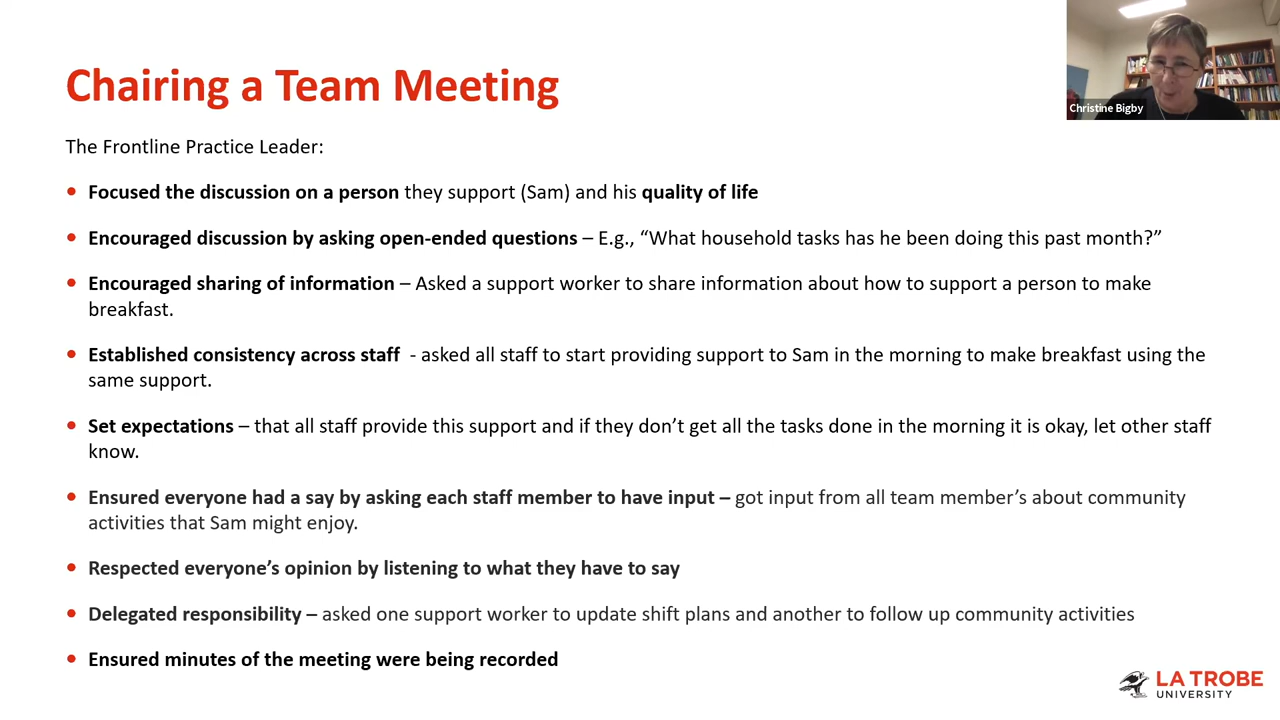 Chairing a Team Meeting
Christine Bigby
The Frontline Practice Leader:
• Focused the discussion on a person they support (Sam) and his quality of life
• Encouraged discussion by asking open-ended questions – E.g., “What household tasks has he been doing this past month?”
• Encouraged sharing of information – Asked a support worker to share information about how to support a person to make
breakfast.
• Established consistency across staff  - asked all staff to start providing support to Sam in the morning to make breakfast using the
same support.
• Set expectations – that all staff provide this support and if they don’t get all the tasks done in the morning it is okay, let other staff
know.
• Ensured everyone had a say by asking each staff member to have input – got input from all team member’s about community
activities that Sam might enjoy.
• Respected everyone’s opinion by listening to what they have to say
• Delegated responsibility – asked one support worker to update shift plans and another to follow up community activities
• Ensured minutes of the meeting were being recorded
LA TROBE
UNIVERSITY